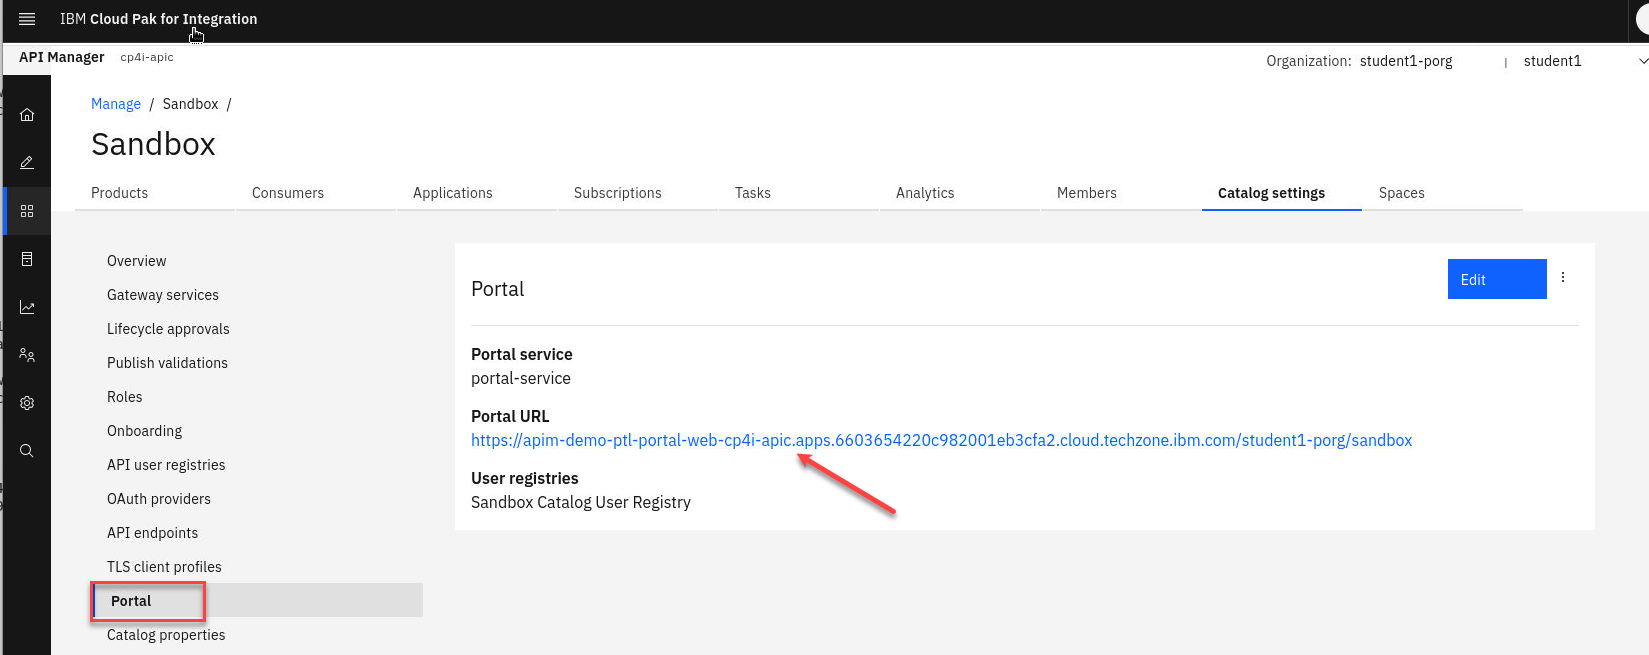 IBM Cloud Pak for Integration
API Manager cp4i-apic
Organization: student1-porg | student1
Manage / Sandbox /
Sandbox
Products Consumers Applications Subscriptions Tasks Analytics Members Catalog settings Spaces
Overview
Gateway services
Lifecycle approvals
Publish validations
Roles
Onboarding
API user registries
OAuth providers
API endpoints
TLS client profiles
Portal
Catalog properties
Portal
Edit
Portal service
portal-service
Portal URL
https://apim-demo-ptl-portal-web-cp4i-apic.apps.6603654220c982001eb3cfa2.cloud.techzone.ibm.com/student1-porg/sandbox
User registries
Sandbox Catalog User Registry